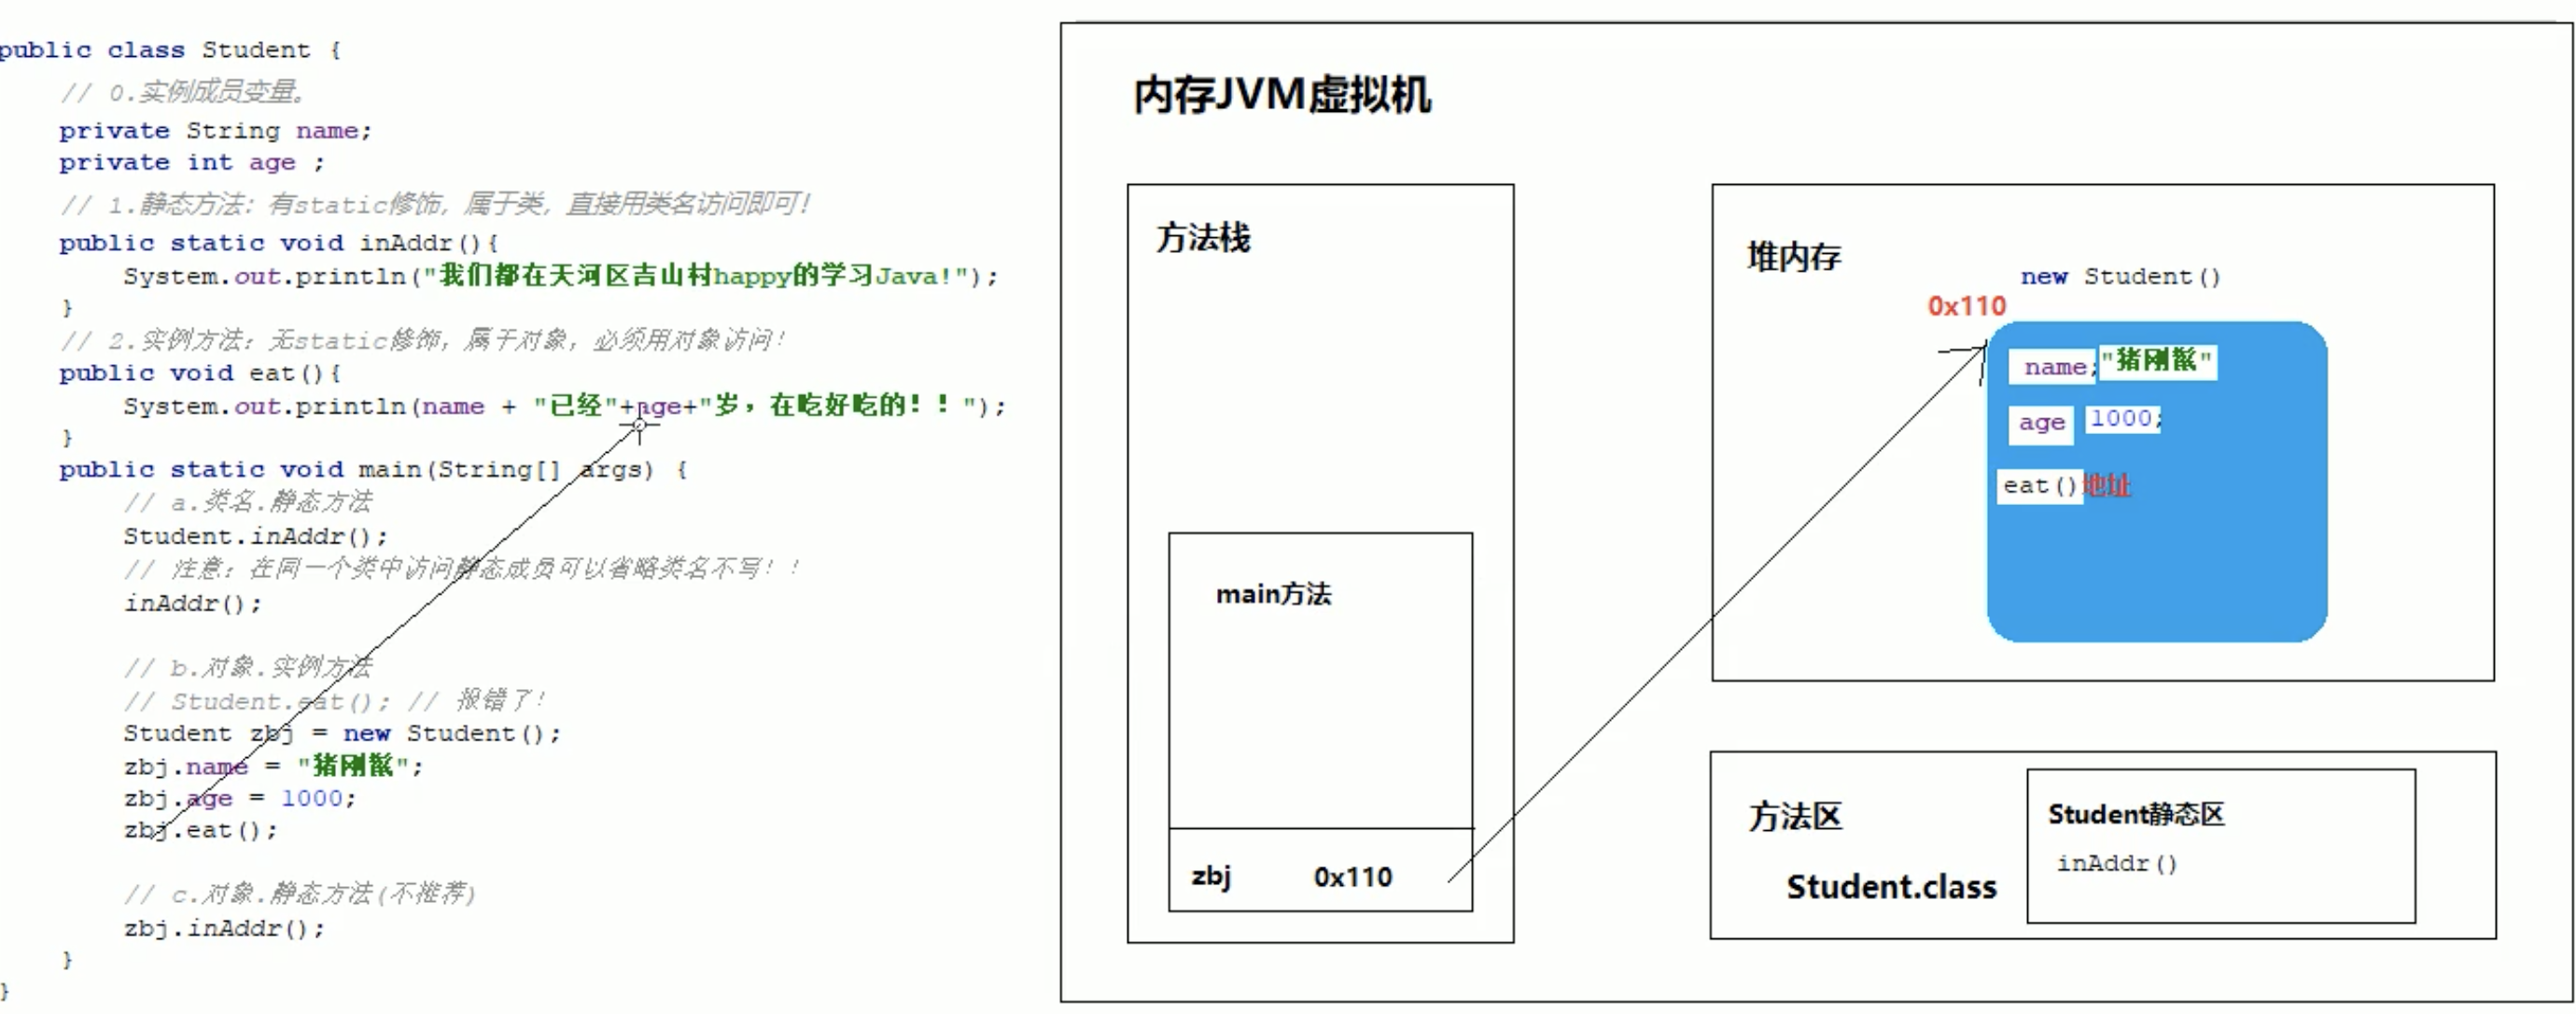 public class Student {
// 0.实例成员变量。
private String name;
private int age ;
// 1.静态方法：有static修饰，属于类，直接用类名访问即可！
public static void inAddr(){
System.out.println("我们都在天河区吉山村happy的学习Java!");
}
// 2.实例方法：无static修饰，属于对象，必须用对象访问！
public void eat(){
System.out.println(name + "已经"+age+"岁，在吃好吃的！！");
}
public static void main(String[] args) {
// a.类名.静态方法
Student.inAddr();
// 注意：在同一个类中访问静态成员可以省略类名不写！！
inAddr();
// b.对象.实例方法
// Student.eat(); // 报错了！
Student zbj = new Student();
zbj.name = "猪刚鬣";
zbj.age = 1000;
zbj.eat();
// c.对象.静态方法(不推荐)
zbj.inAddr();
}
}
内存JVM虚拟机
方法栈
main方法
zbj 0x110
堆内存
new Student()
0x110
name; "猪刚鬣"
age 1000;
eat()地址
方法区
Student.class
Student静态区
inAddr()